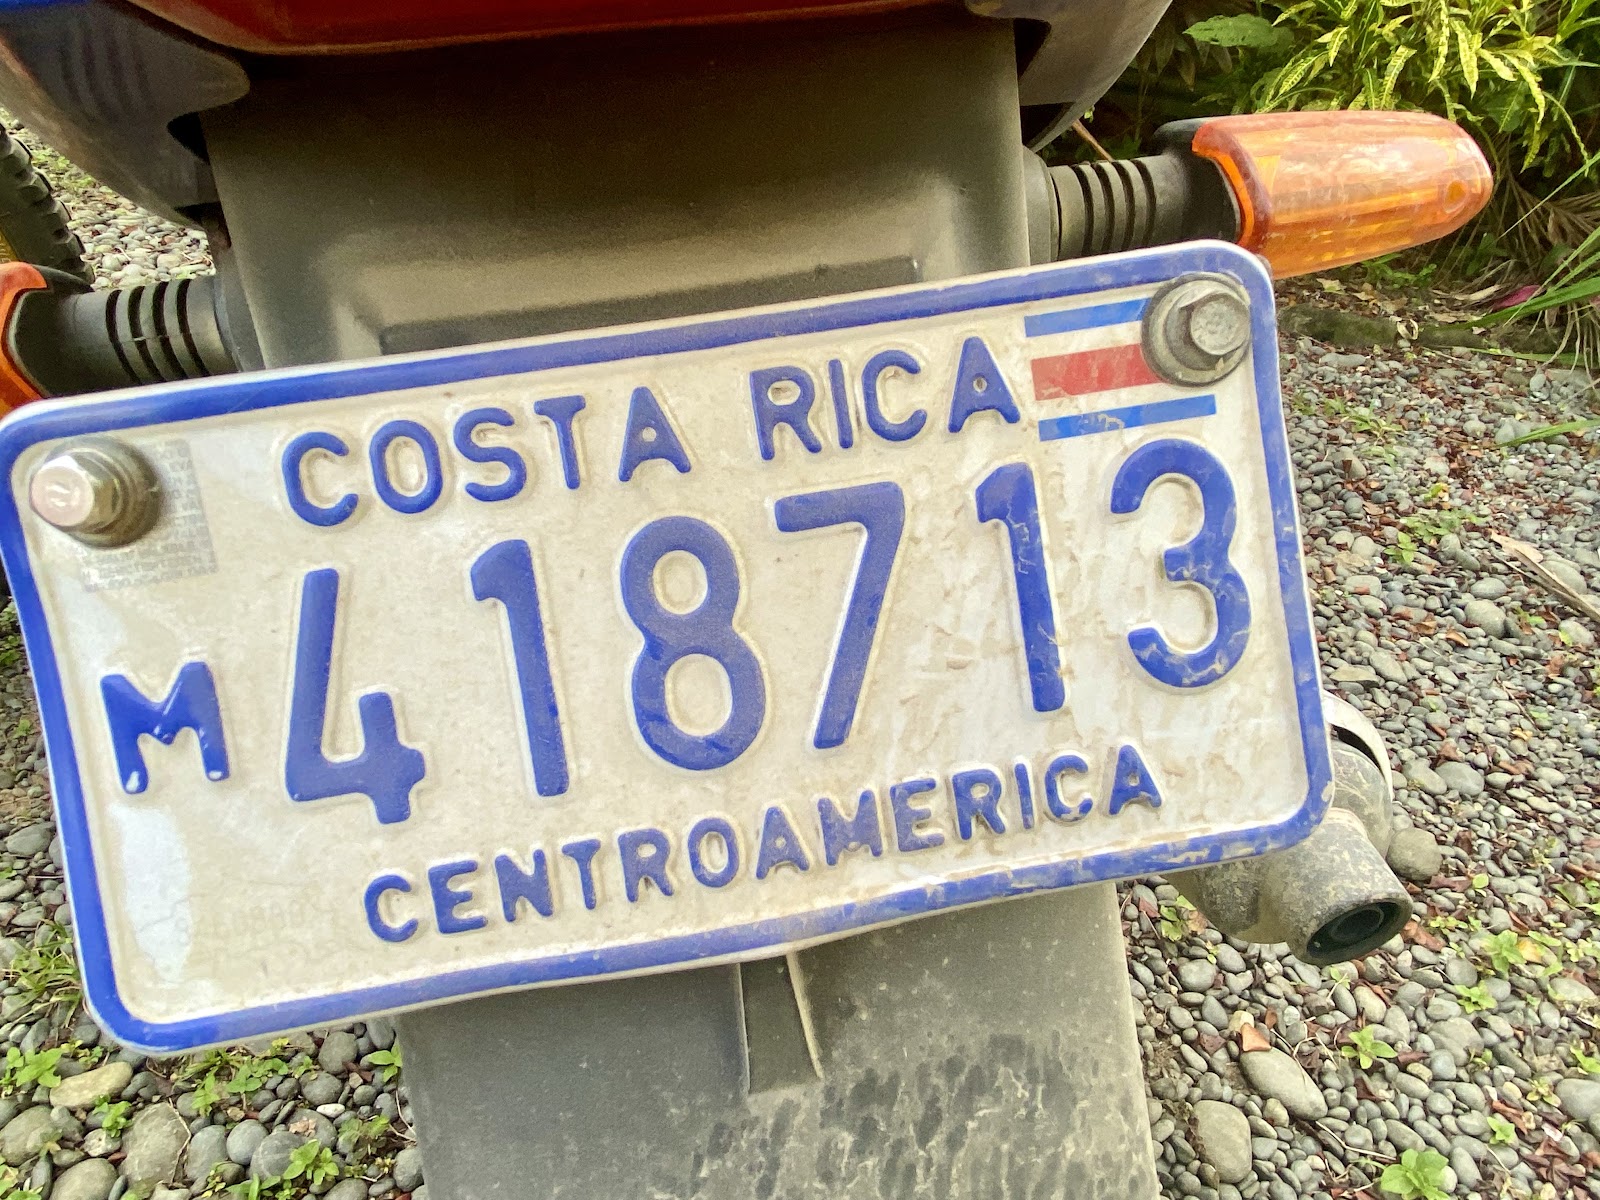 COSTA RICA
M 418713
CENTROAMERICA